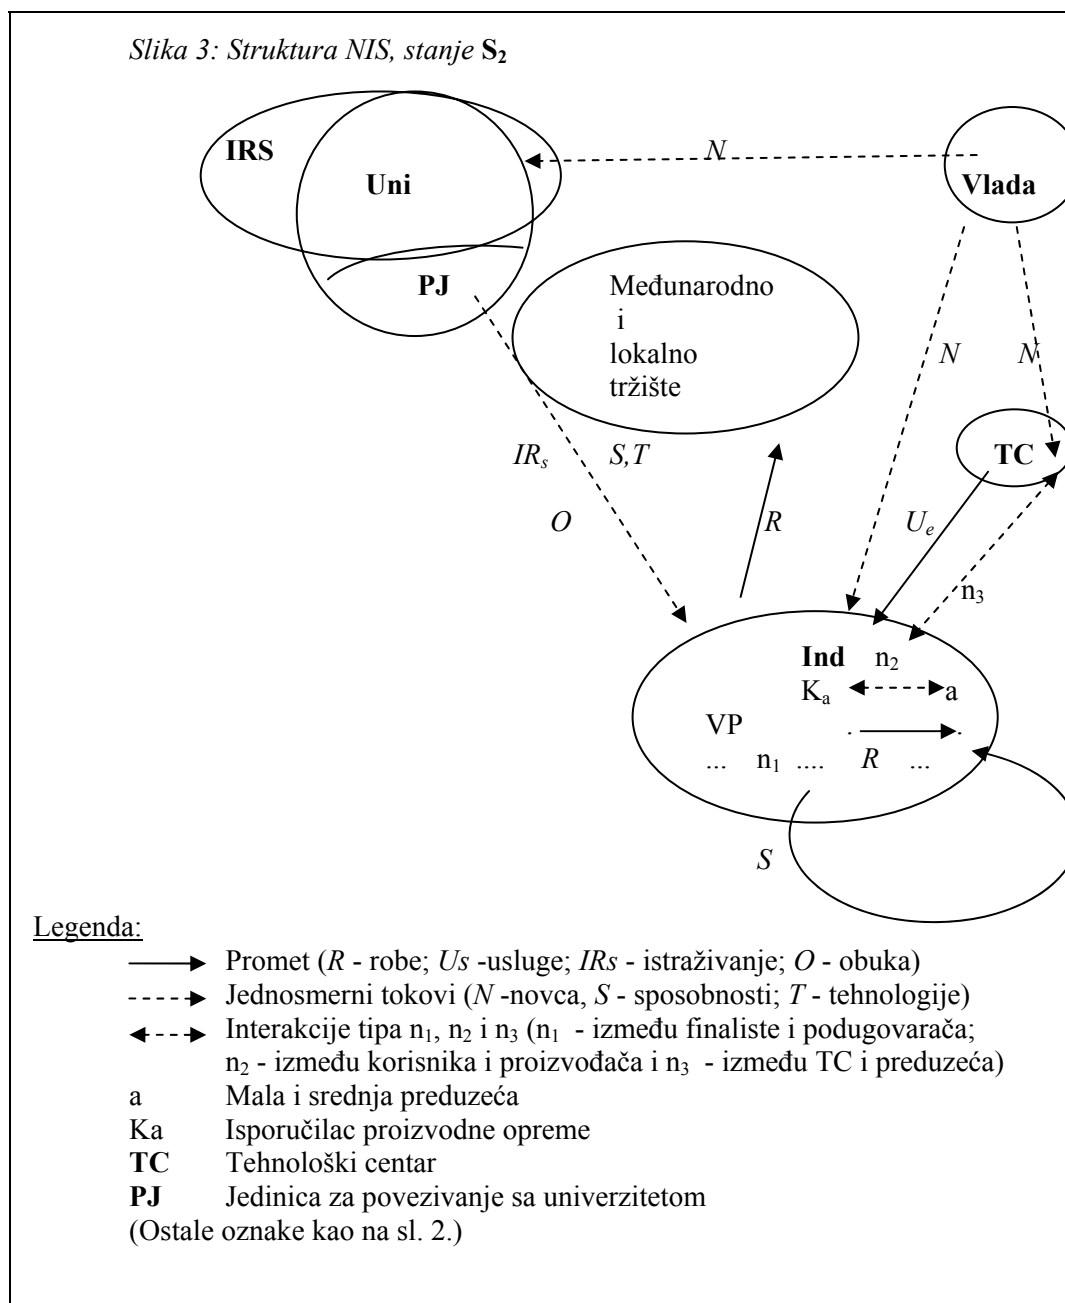 Slika 3: Struktura NIS, stanje S2
IRS
Uni
N
Vlada
PJ
Međunarodno
i
lokalno
tržište
N
N
TC
IRs
S,T
O
R
Ue
n3
Ind n2
Ka a
VP . .
... n1 .... R ...
S
Legenda:
Promet (R - robe; Us -usluge; IRs - istraživanje; O - obuka)
Jednosmerni tokovi (N -novca, S - sposobnosti; T - tehnologije)
Interakcije tipa n1, n2 i n3 (n1 - između finaliste i podugovarača;
n2 - između korisnika i proizvođača i n3 - između TC i preduzeća)
a Mala i srednja preduzeća
Ka Isporučilac proizvodne opreme
TC Tehnološki centar
PJ Jedinica za povezivanje sa univerzitetom
(Ostale oznake kao na sl. 2.)